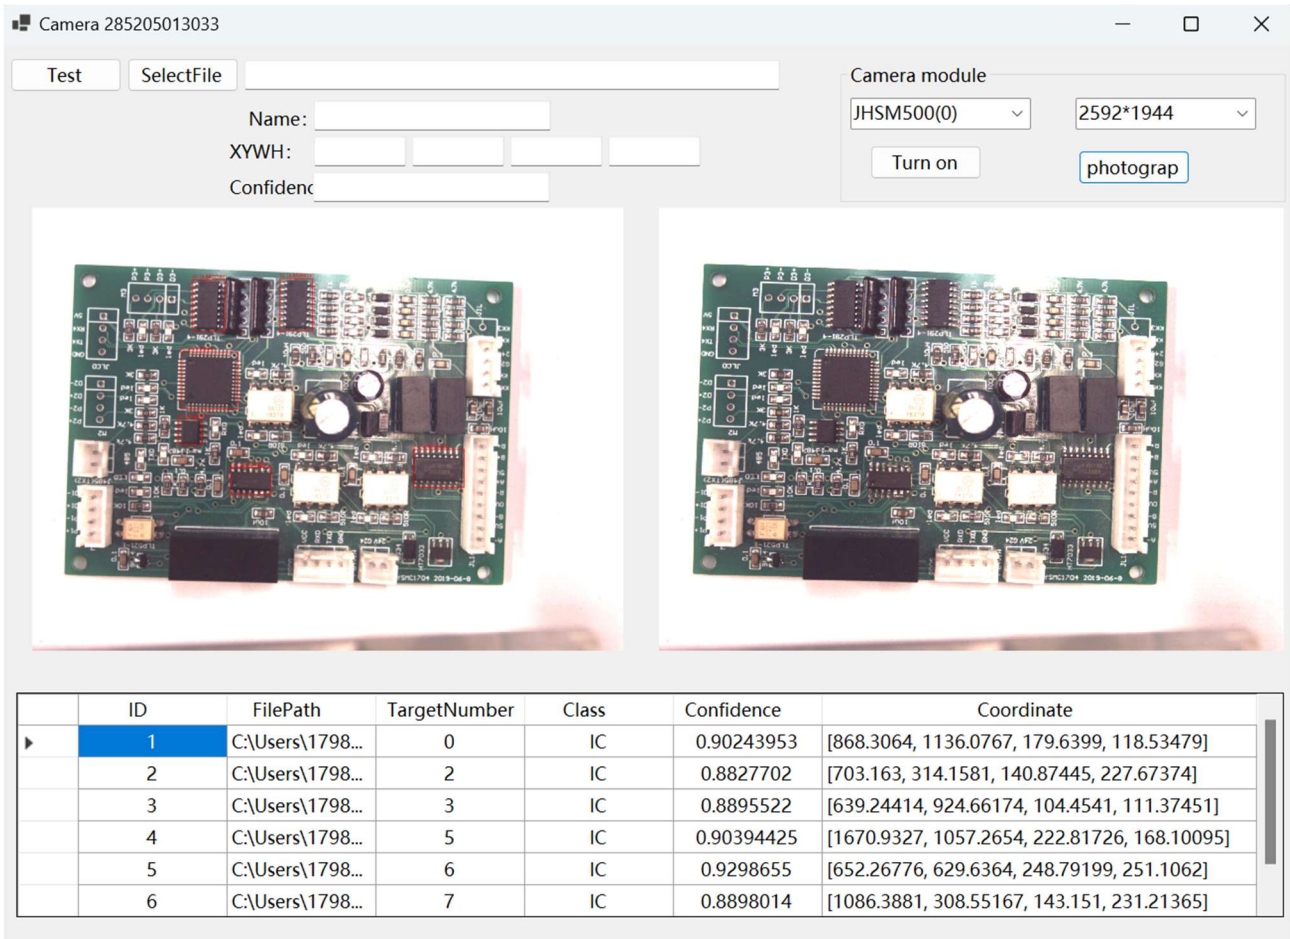 Camera 285205013033
Test SelectFile
Camera module
JHSM500(0) 2592*1944
Name:
XYWH:
Turn on photograp
Confidenc
ID FilePath TargetNumber Class Confidence Coordinate
1 C:\Users\1798... 0 IC 0.90243953 [868.3064, 1136.0767, 179.6399, 118.53479]
2 C:\Users\1798... 2 IC 0.8827702 [703.163, 314.1581, 140.87445, 227.67374]
3 C:\Users\1798... 3 IC 0.8895522 [639.24414, 924.66174, 104.4541, 111.37451]
4 C:\Users\1798... 5 IC 0.90394425 [1670.9327, 1057.2654, 222.81726, 168.10095]
5 C:\Users\1798... 6 IC 0.9298655 [652.26776, 629.6364, 248.79199, 251.1062]
6 C:\Users\1798... 7 IC 0.8898014 [1086.3881, 308.55167, 143.151, 231.21365]